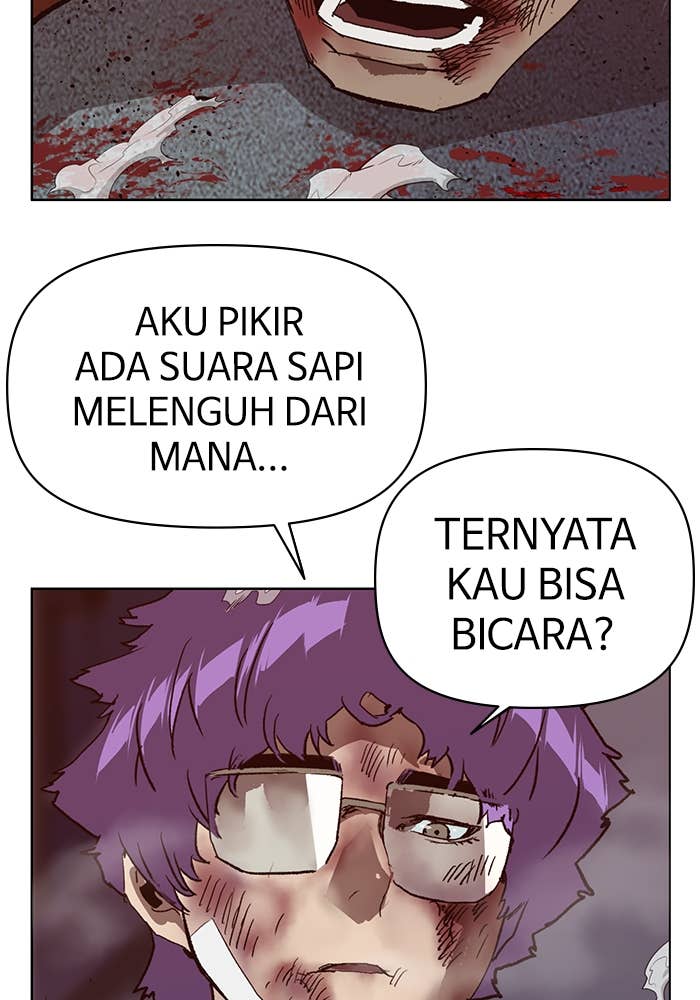 AKU PIKIR
ADA SUARA SAPI
MELENGUH DARI
MANA...
TERNYATA
KAU BISA
BICARA?